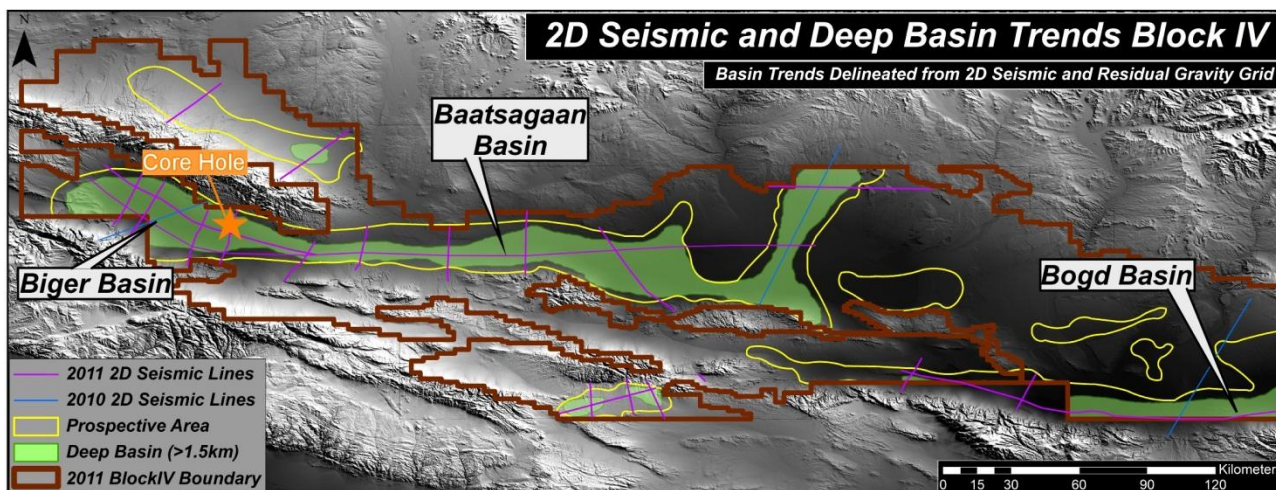 2D Seismic and Deep Basin Trends Block IV
Basin Trends Delineated from 2D Seismic and Residual Gravity Grid
N
Baatsagaan
Basin
Core Hole
Biger Basin
Bogd Basin
2011 2D Seismic Lines
2010 2D Seismic Lines
Prospective Area
Deep Basin (>1.5km)
2011 BlockIV Boundary
Kilometer
0 15 30 60 90 120